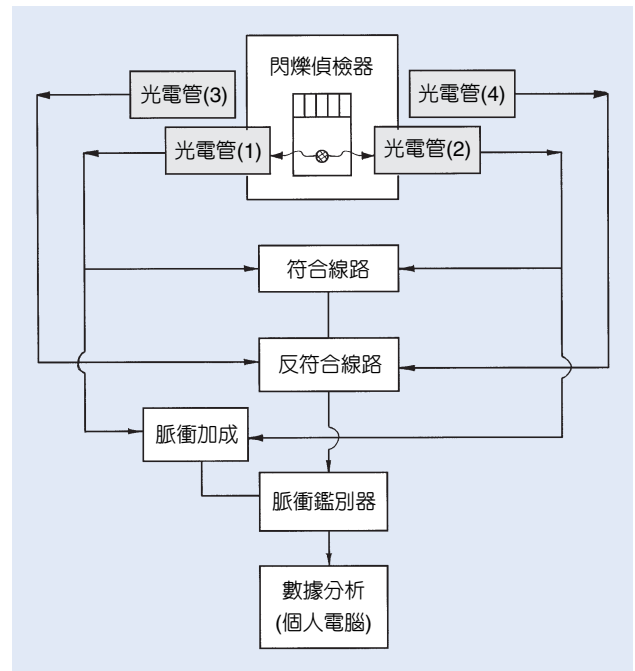 閃爍偵檢器
光電管(3)
光電管(4)
光電管(1)
光電管(2)
符合線路
反符合線路
脈衝加成
脈衝鑑別器
數據分析
(個人電腦)